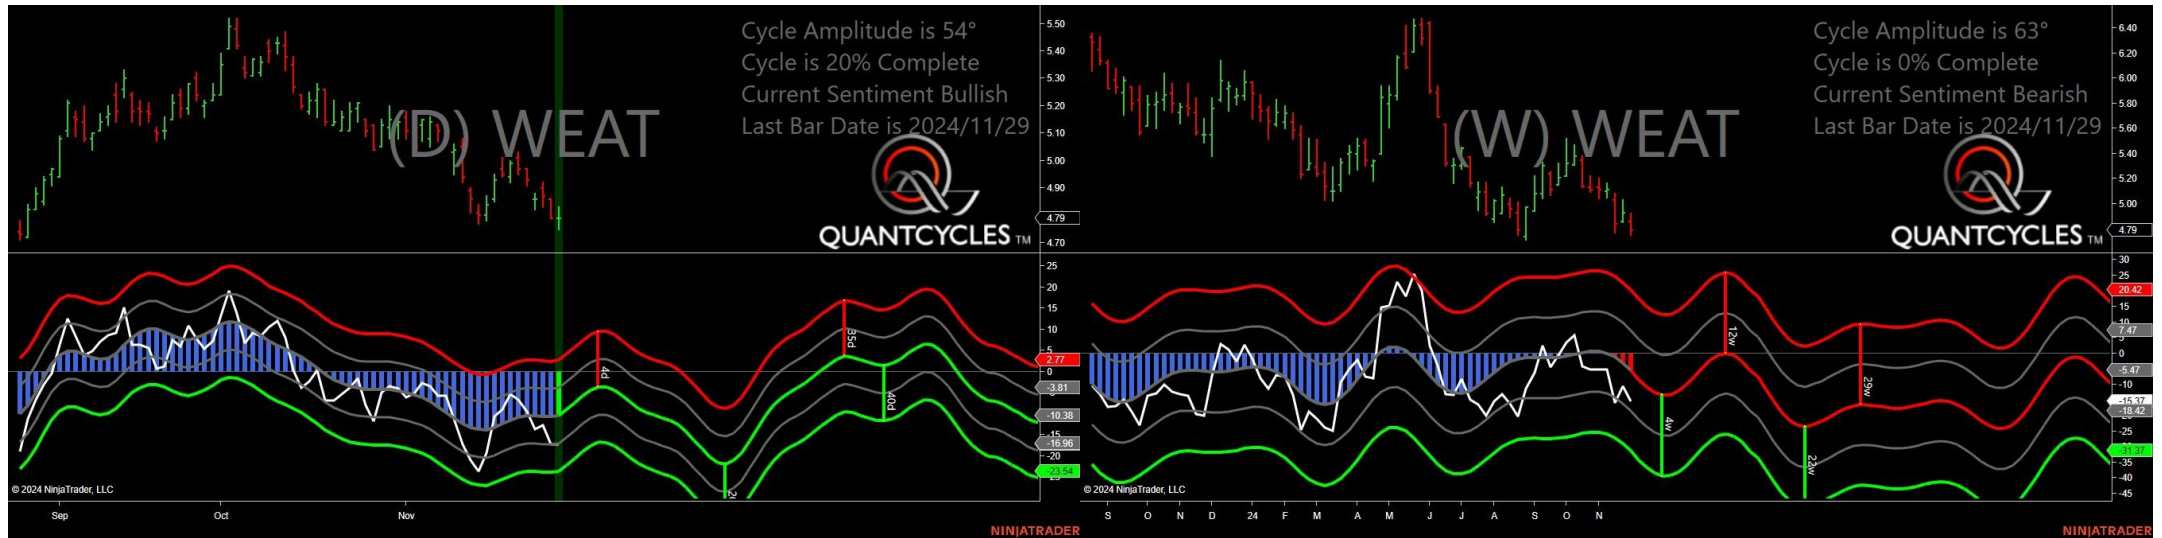 Cycle Amplitude is 54°
Cycle is 20% Complete
Current Sentiment Bullish
Last Bar Date is 2024/11/29
(D) WEAT
QUANTCYCLES TM
5.50
5.40
5.30
5.20
5.10
5.00
4.90
4.79
4.70
25
20
15
10
5
2.77
0
-3.81
-10.38
-15
-16.96
-20
-23.54
4d
35d
40d
© 2024 NinjaTrader, LLC
Sep
Oct
Nov
NINJATRADER
Cycle Amplitude is 63°
Cycle is 0% Complete
Current Sentiment Bearish
Last Bar Date is 2024/11/29
(W) WEAT
QUANTCYCLES TM
6.40
6.20
6.00
5.80
5.60
5.40
5.20
5.00
4.79
30
25
20.42
15
10
7.47
0
-5.47
-10
-15.37
-18.42
-25
-31.37
-35
-40
-45
12w
29w
4w
22w
© 2024 NinjaTrader, LLC
S O N D 24 F M A M J J A S O N
NINJATRADER